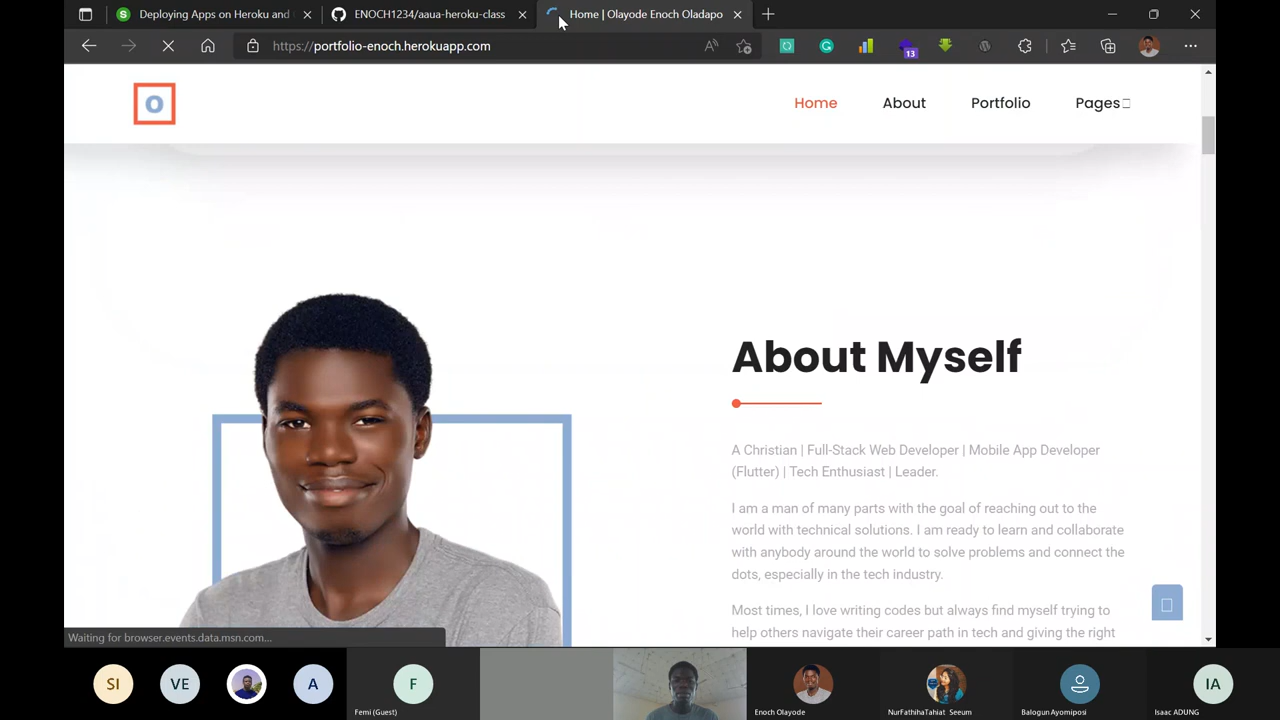 Deploying Apps on Heroku and
ENOCH1234/aaua-heroku-class
Home | Olayode Enoch Oladapo
https://portfolio-enoch.herokuapp.com
13
O
Home
About
Portfolio
Pages
About Myself
A Christian | Full-Stack Web Developer | Mobile App Developer
(Flutter) | Tech Enthusiast | Leader.
I am a man of many parts with the goal of reaching out to the
world with technical solutions. I am ready to learn and collaborate
with anybody around the world to solve problems and connect the
dots, especially in the tech industry.
Most times, I love writing codes but always find myself trying to
help others navigate their career path in tech and giving the right
Waiting for browser.events.data.msn.com...
SI
VE
A
F
IA
Femi (Guest)
Enoch Olayode
NurFathihaTahiat Seeum
Balogun Ayomiposi
Isaac ADUNG